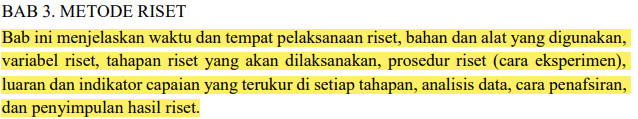 BAB 3. METODE RISET
Bab ini menjelaskan waktu dan tempat pelaksanaan riset, bahan dan alat yang digunakan,
variabel riset, tahapan riset yang akan dilaksanakan, prosedur riset (cara eksperimen),
luaran dan indikator capaian yang terukur di setiap tahapan, analisis data, cara penafsiran,
dan penyimpulan hasil riset.